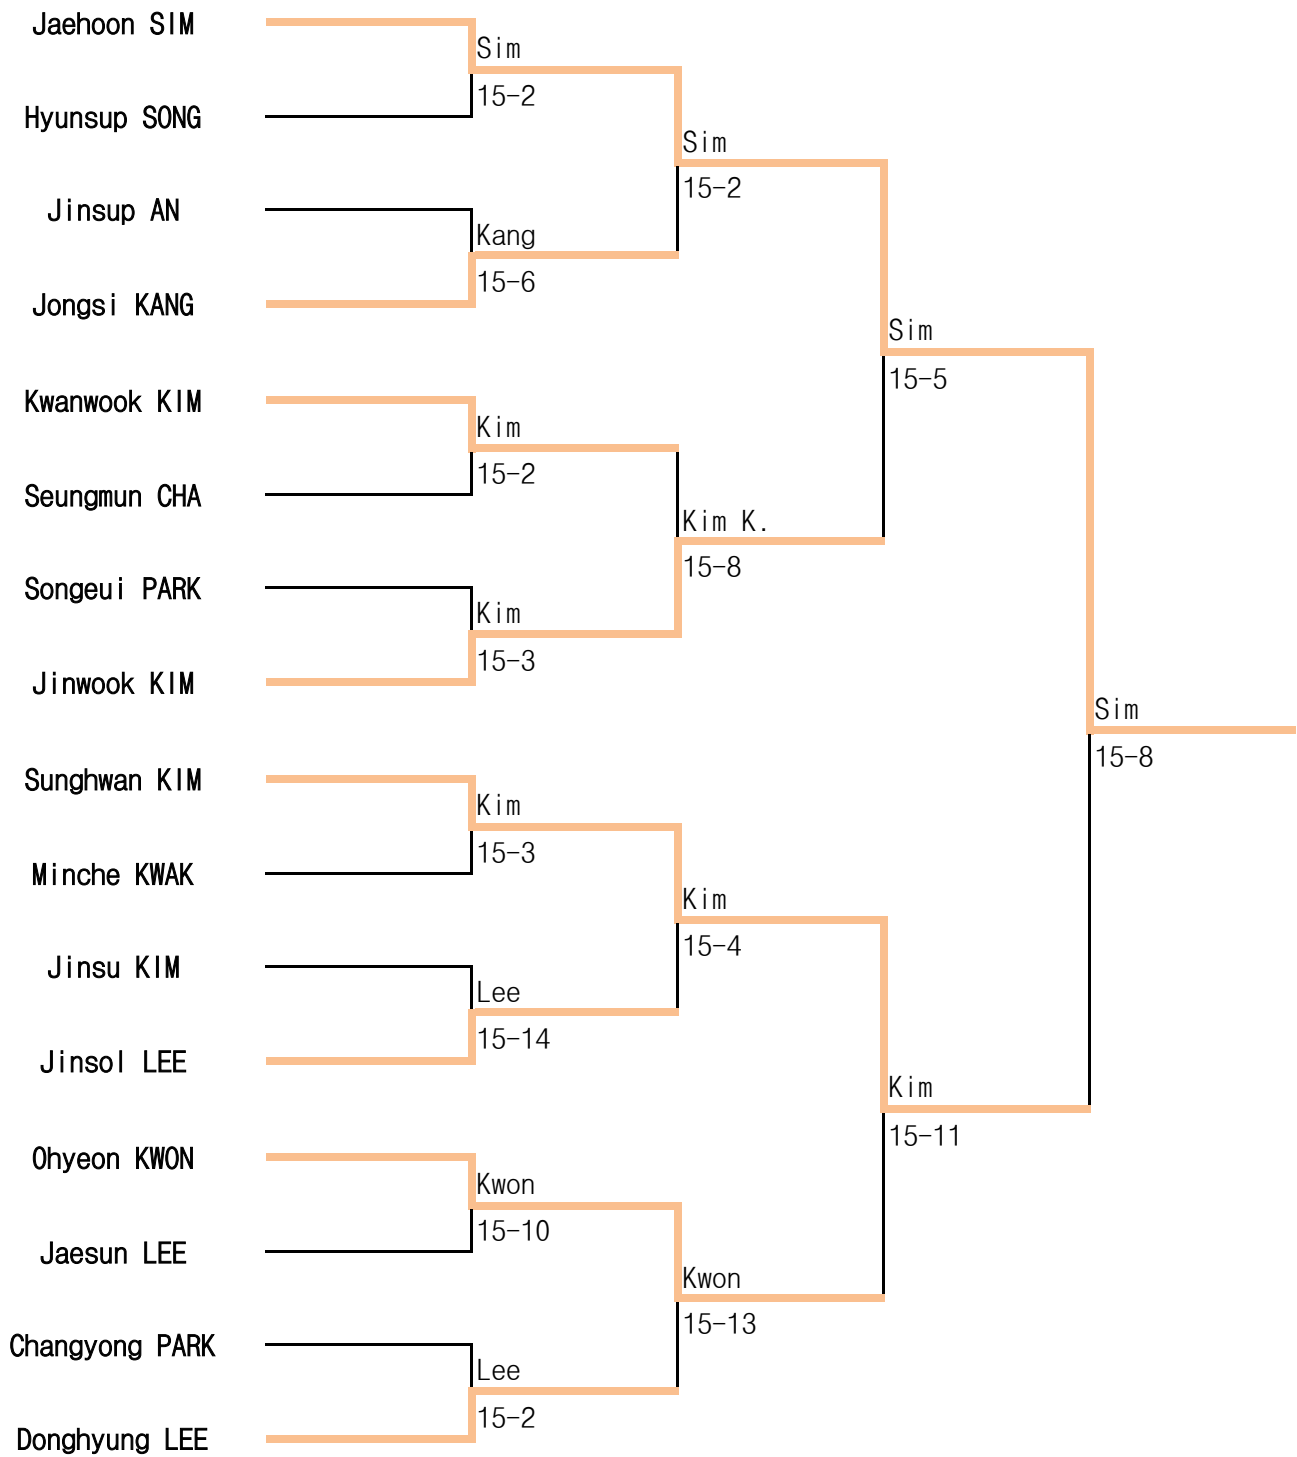 Jaehoon SIM
Hyunsup SONG
Jinsup AN
Jongsi KANG
Kwanwook KIM
Seungmun CHA
Songeui PARK
Jinwook KIM
Sunghwan KIM
Minche KWAK
Jinsu KIM
Jinsol LEE
Ohyeon KWON
Jaesun LEE
Changyong PARK
Donghyung LEE
Sim
15-2
Kang
15-6
Kim
15-2
Kim
15-3
Kim
15-3
Lee
15-14
Kwon
15-10
Lee
15-2
Sim
15-2
Kim K.
15-8
Kim
15-4
Kwon
15-13
Sim
15-5
Kim
15-11
Sim
15-8